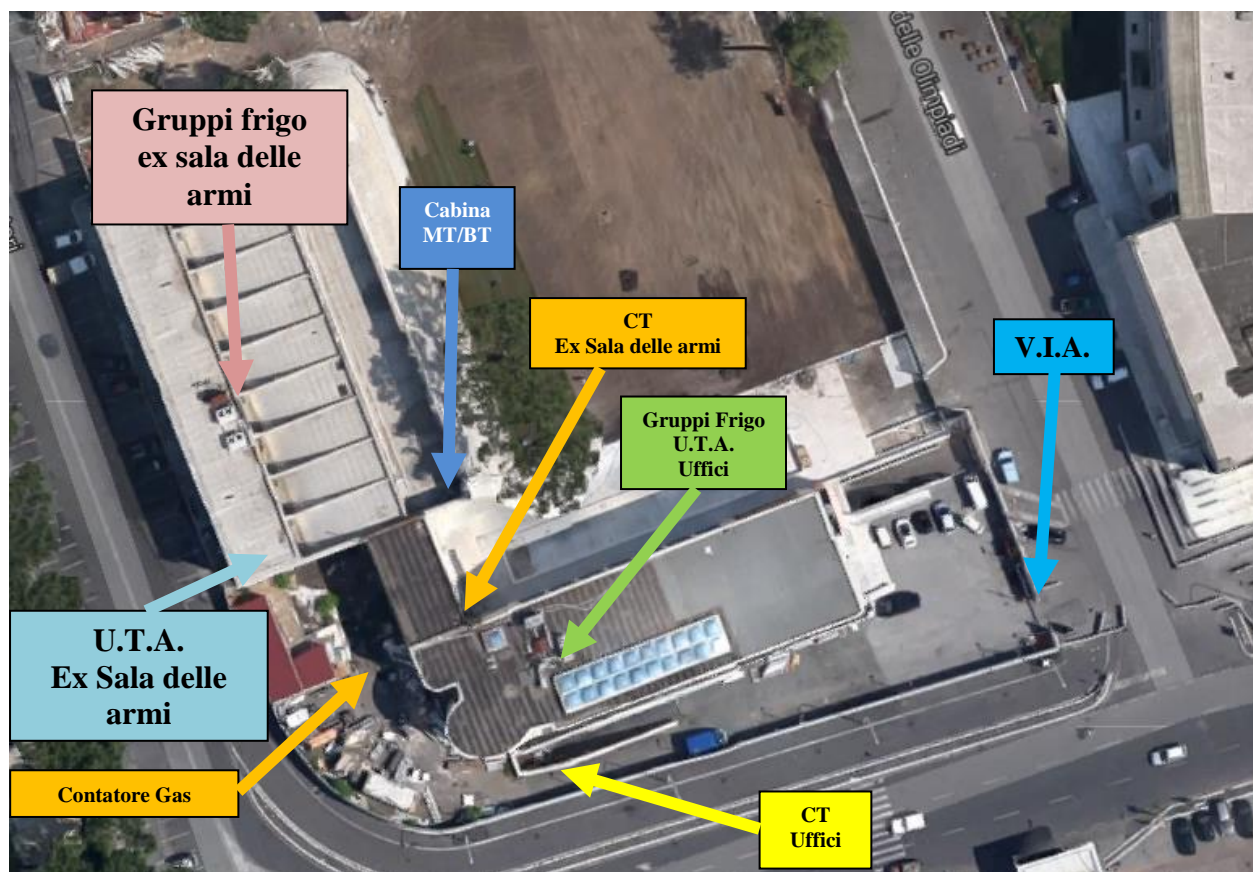 delle Olimpiadi
Gruppi frigo
ex sala delle
armi
Cabina
MT/BT
CT
Ex Sala delle armi
V.I.A.
Gruppi Frigo
U.T.A.
Uffici
U.T.A.
Ex Sala delle
armi
Contatore Gas
CT
Uffici